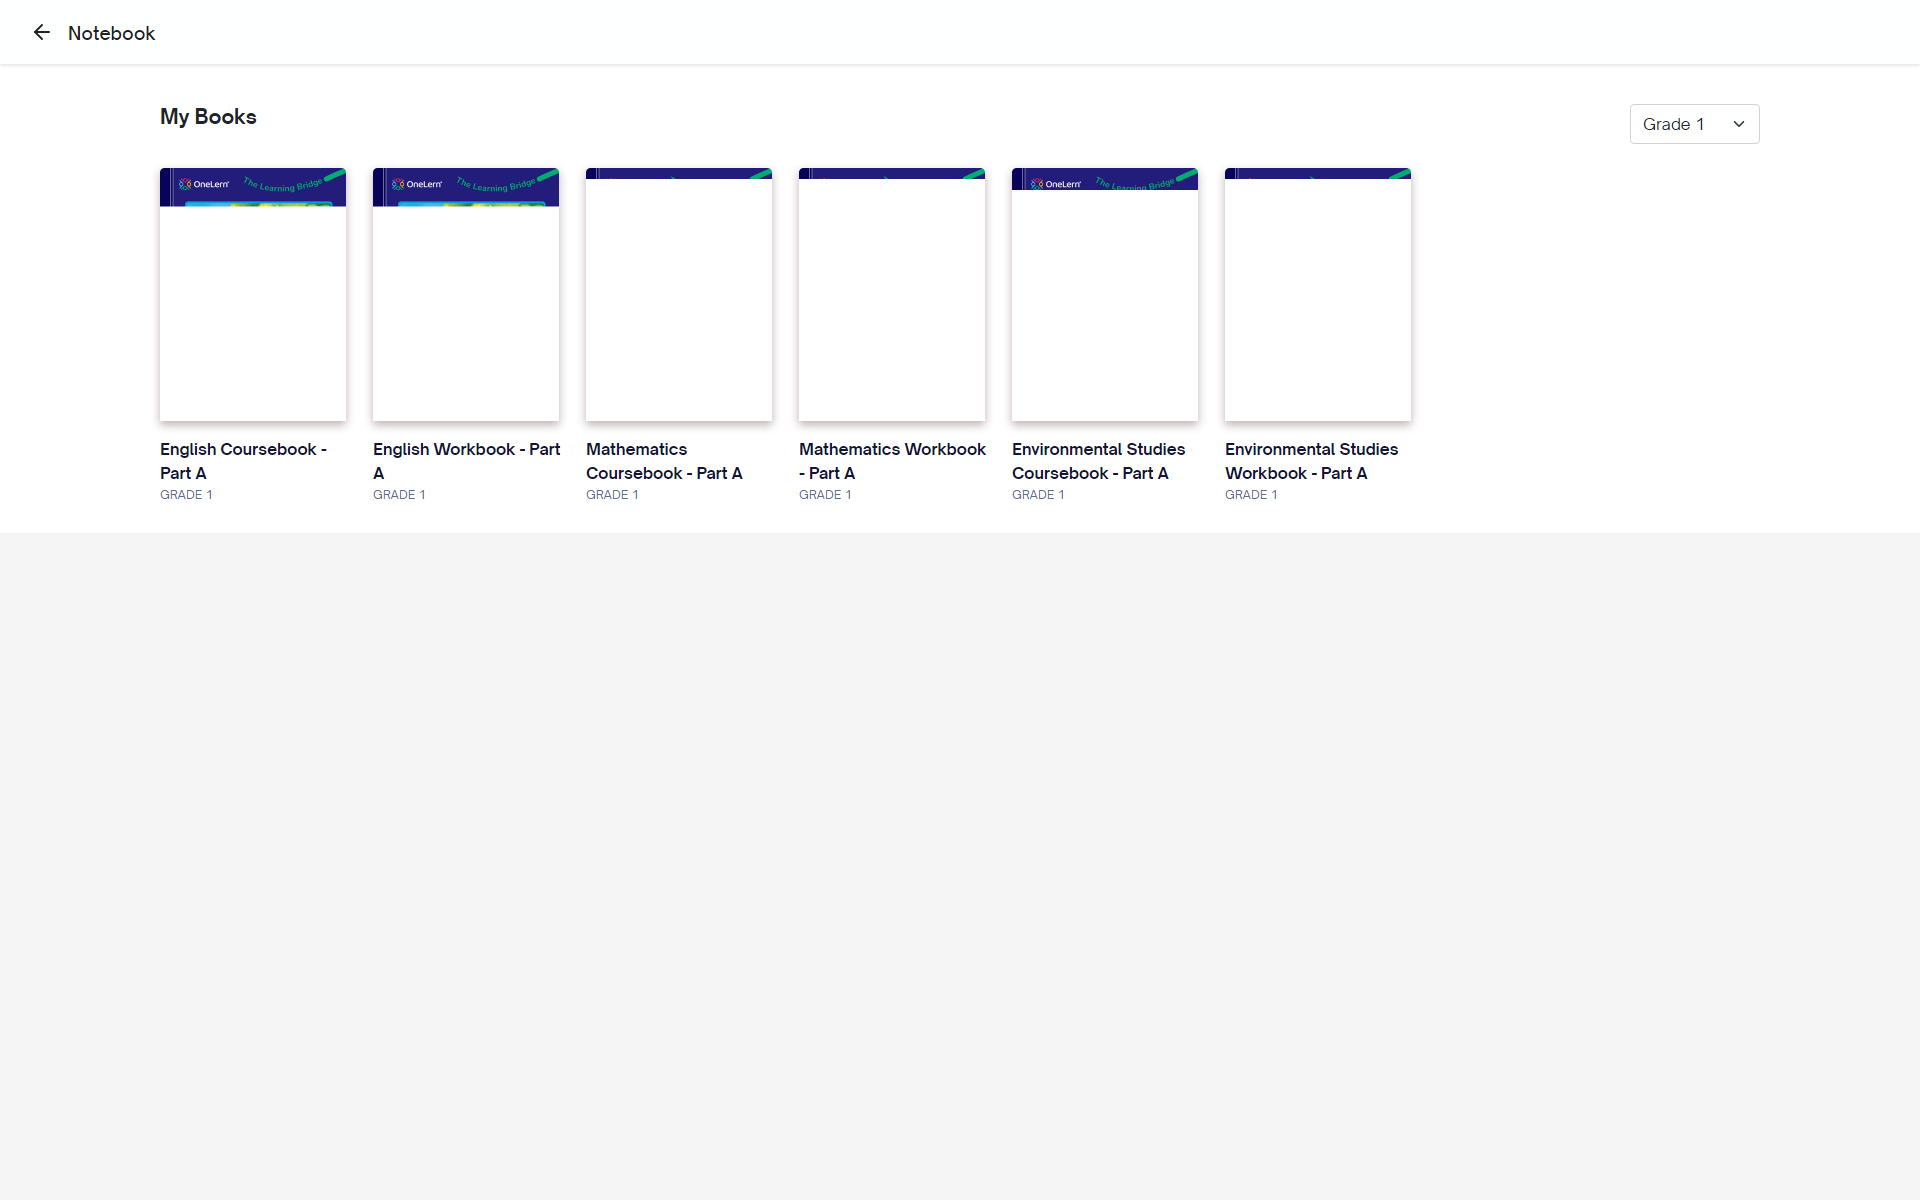 Notebook
My Books
Grade 1
OneLern
The Learning Bridge
OneLern
The Learning Bridge
OneLern
The Learning Bridge
English Coursebook -
Part A
GRADE 1
English Workbook - Part
A
GRADE 1
Mathematics
Coursebook - Part A
GRADE 1
Mathematics Workbook
- Part A
GRADE 1
Environmental Studies
Coursebook - Part A
GRADE 1
Environmental Studies
Workbook - Part A
GRADE 1